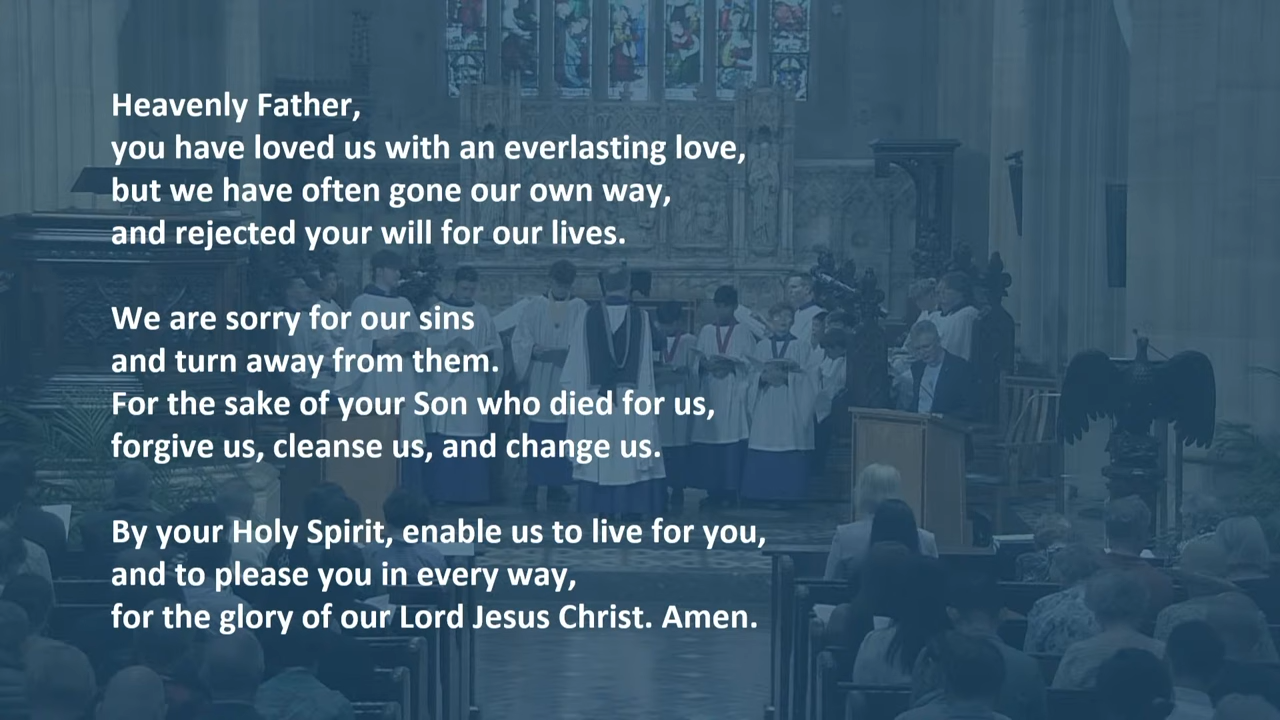 Heavenly Father,
you have loved us with an everlasting love,
but we have often gone our own way,
and rejected your will for our lives.
We are sorry for our sins
and turn away from them.
For the sake of your Son who died for us,
forgive us, cleanse us, and change us.
By your Holy Spirit, enable us to live for you,
and to please you in every way,
for the glory of our Lord Jesus Christ. Amen.